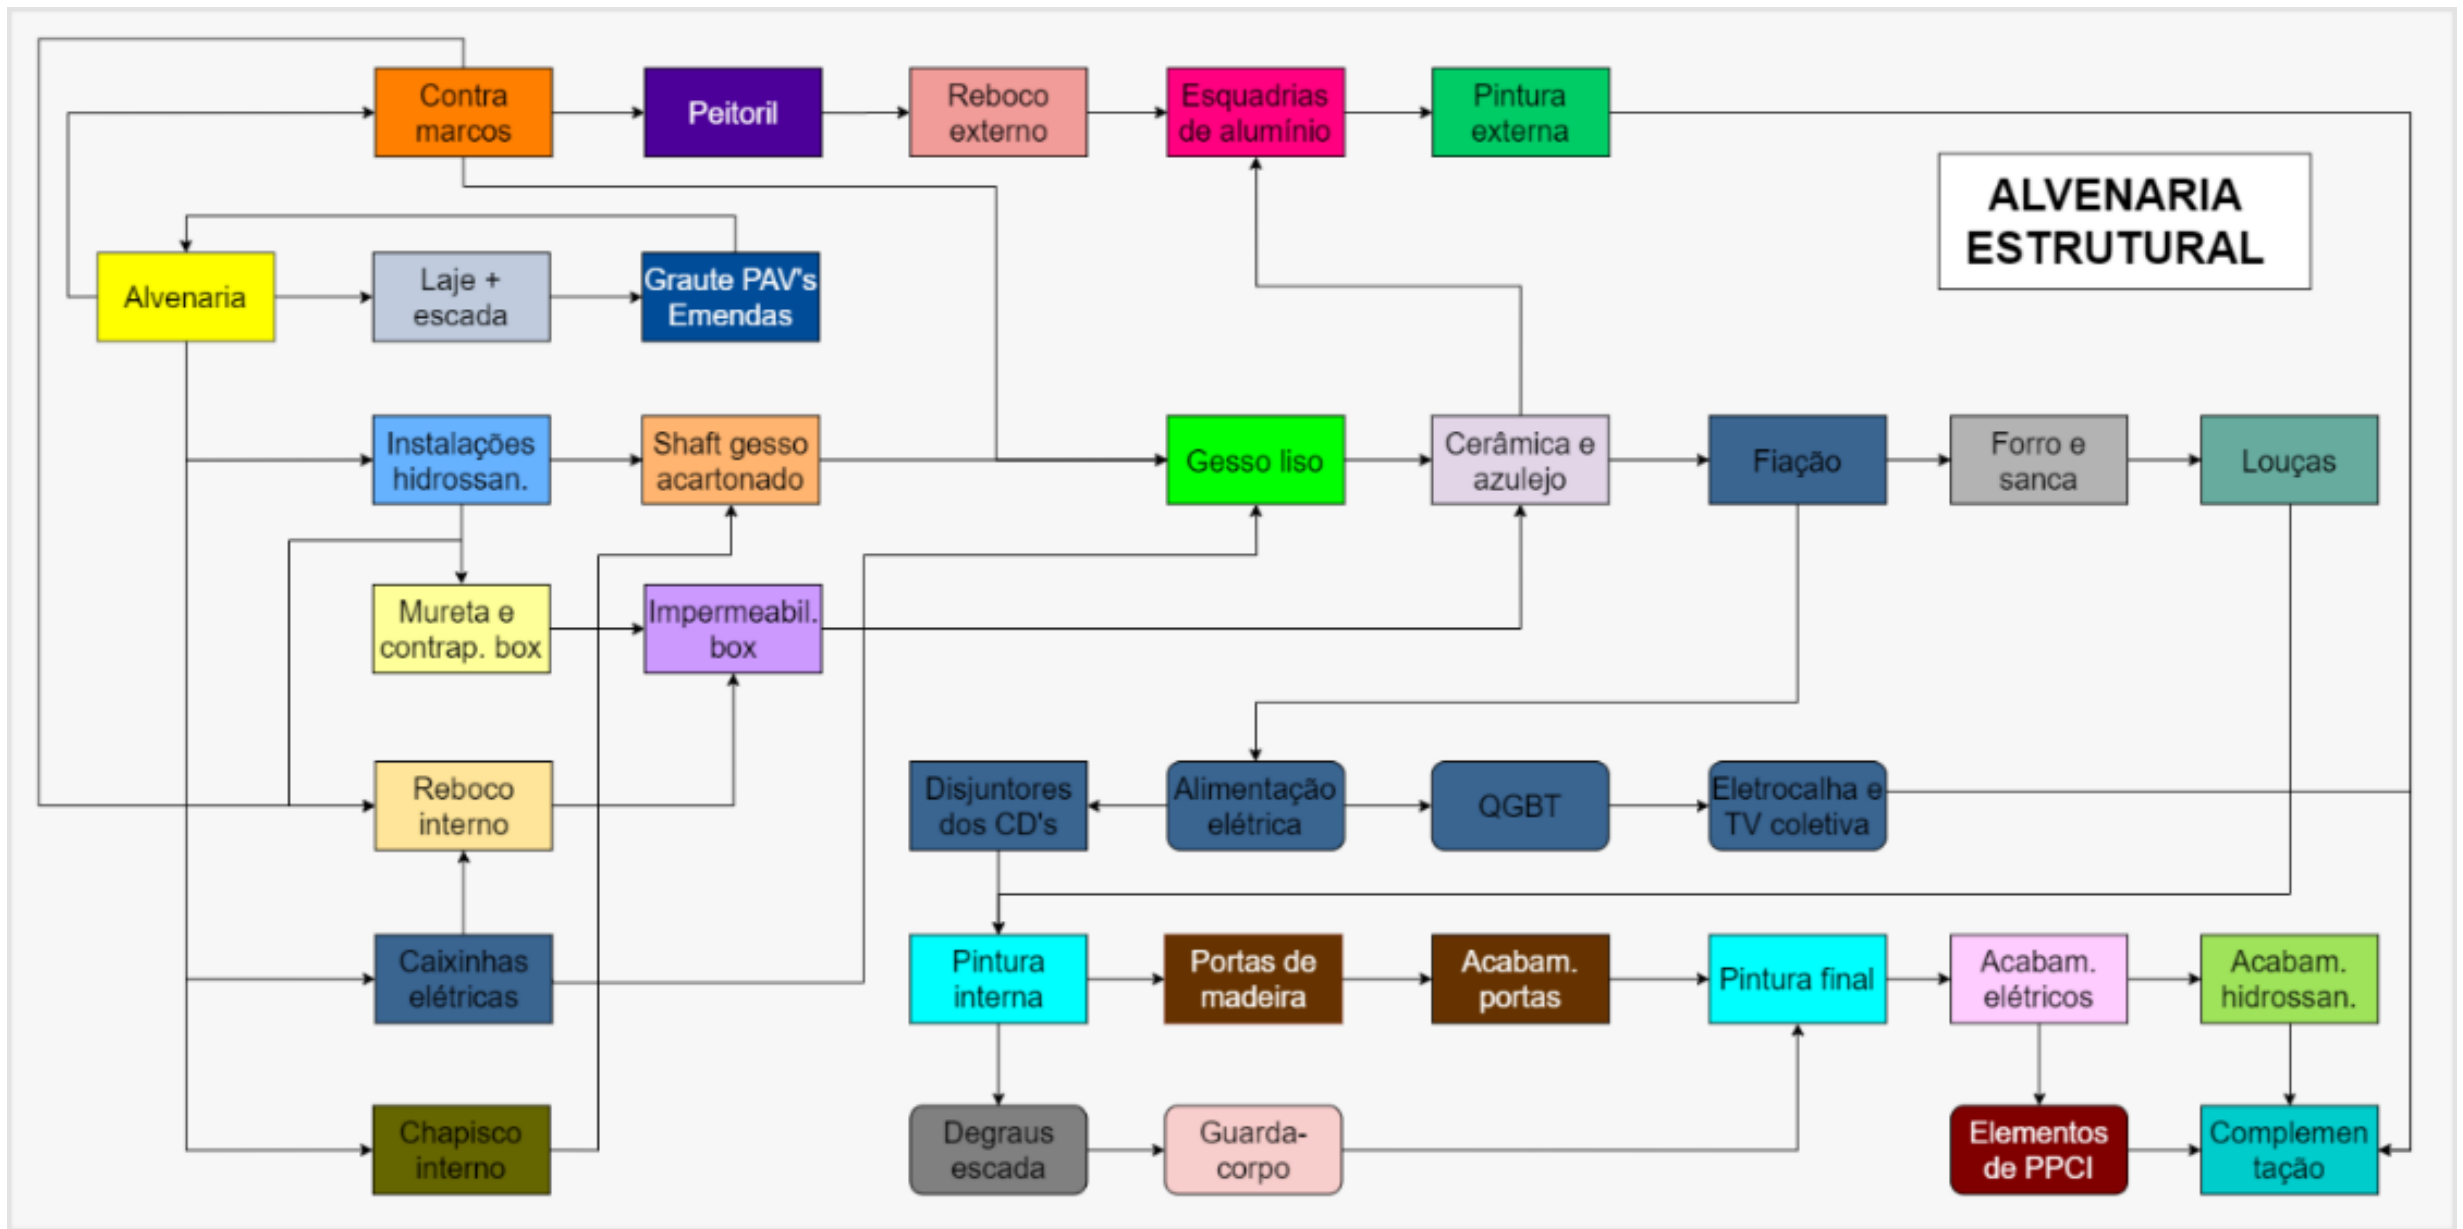 Contra
marcos
Peitoril
Reboco
externo
Esquadrias
de alumínio
Pintura
externa
ALVENARIA
ESTRUTURAL
Alvenaria
Laje +
escada
Graute PAV's
Emendas
Instalações
hidrossan.
Shaft gesso
acartonado
Gesso liso
Cerâmica e
azulejo
Fiação
Forro e
sanca
Louças
Mureta e
contrap. box
Impermeabil.
box
Reboco
interno
Disjuntores
dos CD's
Alimentação
elétrica
QGBT
Eletrocalha e
TV coletiva
Caixinhas
elétricas
Pintura
interna
Portas de
madeira
Acabam.
portas
Pintura final
Acabam.
elétricos
Acabam.
hidrossan.
Chapisco
interno
Degraus
escada
Guarda-
corpo
Elementos
de PPCI
Complemen
tação